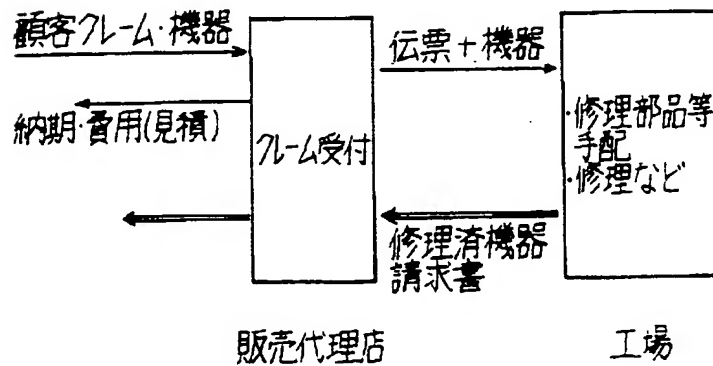 顧客クレーム・機器
納期・費用(見積)
クレーム受付
伝票+機器
修理済機器
請求書
・修理部品等
手配
・修理など
販売代理店
工場